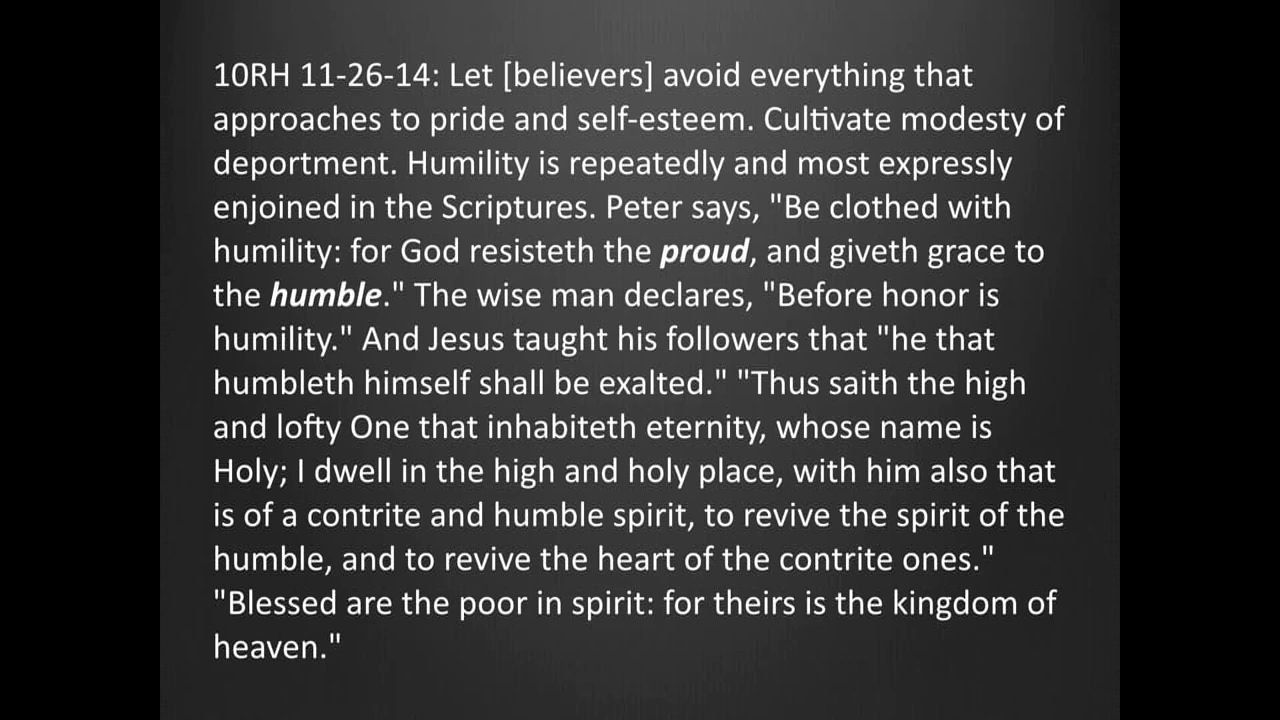 10RH 11-26-14: Let [believers] avoid everything that
approaches to pride and self-esteem. Cultivate modesty of
deportment. Humility is repeatedly and most expressly
enjoined in the Scriptures. Peter says, "Be clothed with
humility: for God resisteth the proud, and giveth grace to
the humble." The wise man declares, "Before honor is
humility." And Jesus taught his followers that "he that
humbleth himself shall be exalted." "Thus saith the high
and lofty One that inhabiteth eternity, whose name is
Holy; I dwell in the high and holy place, with him also that
is of a contrite and humble spirit, to revive the spirit of the
humble, and to revive the heart of the contrite ones."
"Blessed are the poor in spirit: for theirs is the kingdom of
heaven."